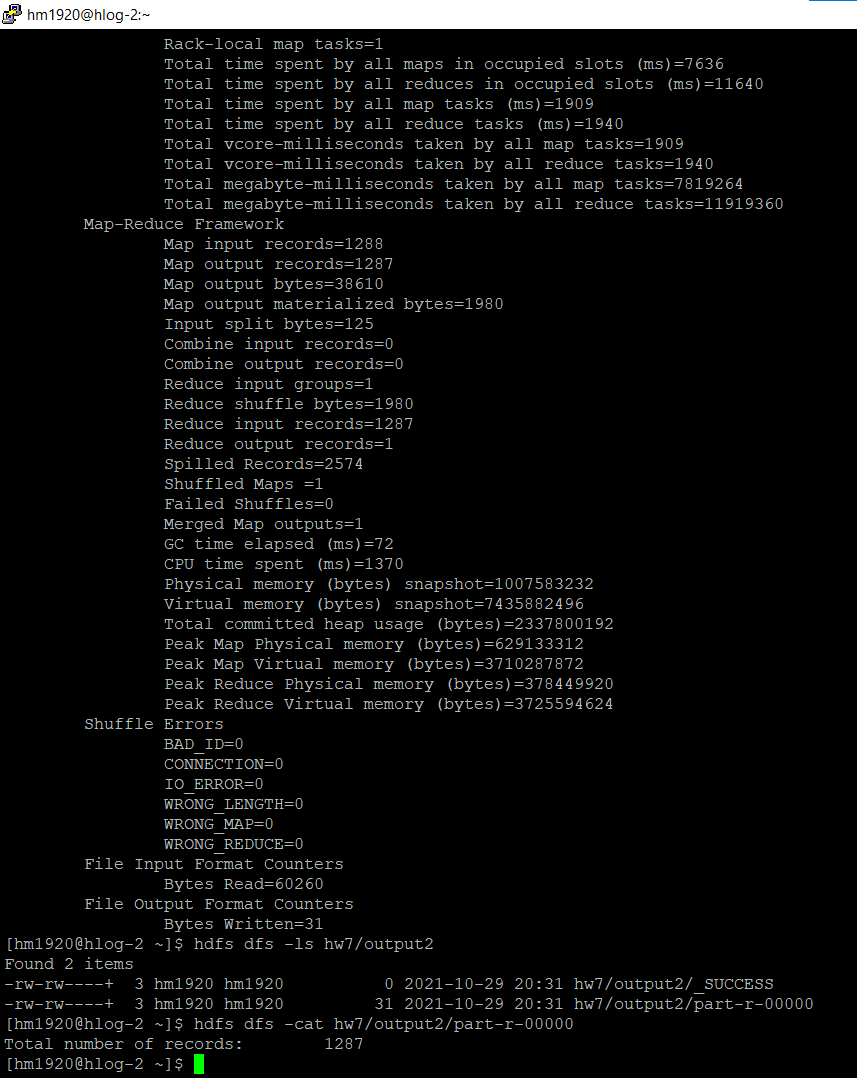 hm1920@hlog-2:~
Rack-local map tasks=1
Total time spent by all maps in occupied slots (ms)=7636
Total time spent by all reduces in occupied slots (ms)=11640
Total time spent by all map tasks (ms)=1909
Total time spent by all reduce tasks (ms)=1940
Total vcore-milliseconds taken by all map tasks=1909
Total vcore-milliseconds taken by all reduce tasks=1940
Total megabyte-milliseconds taken by all map tasks=7819264
Total megabyte-milliseconds taken by all reduce tasks=11919360
Map-Reduce Framework
Map input records=1288
Map output records=1287
Map output bytes=38610
Map output materialized bytes=1980
Input split bytes=125
Combine input records=0
Combine output records=0
Reduce input groups=1
Reduce shuffle bytes=1980
Reduce input records=1287
Reduce output records=1
Spilled Records=2574
Shuffled Maps =1
Failed Shuffles=0
Merged Map outputs=1
GC time elapsed (ms)=72
CPU time spent (ms)=1370
Physical memory (bytes) snapshot=1007583232
Virtual memory (bytes) snapshot=7435882496
Total committed heap usage (bytes)=2337800192
Peak Map Physical memory (bytes)=629133312
Peak Map Virtual memory (bytes)=3710287872
Peak Reduce Physical memory (bytes)=378449920
Peak Reduce Virtual memory (bytes)=3725594624
Shuffle Errors
BAD_ID=0
CONNECTION=0
IO_ERROR=0
WRONG_LENGTH=0
WRONG_MAP=0
WRONG_REDUCE=0
File Input Format Counters
Bytes Read=60260
File Output Format Counters
Bytes Written=31
[hm1920@hlog-2 ~]$ hdfs dfs -ls hw7/output2
Found 2 items
-rw-rw----+  3 hm1920 hm1920          0 2021-10-29 20:31 hw7/output2/_SUCCESS
-rw-rw----+  3 hm1920 hm1920         31 2021-10-29 20:31 hw7/output2/part-r-00000
[hm1920@hlog-2 ~]$ hdfs dfs -cat hw7/output2/part-r-00000
Total number of records:        1287
[hm1920@hlog-2 ~]$